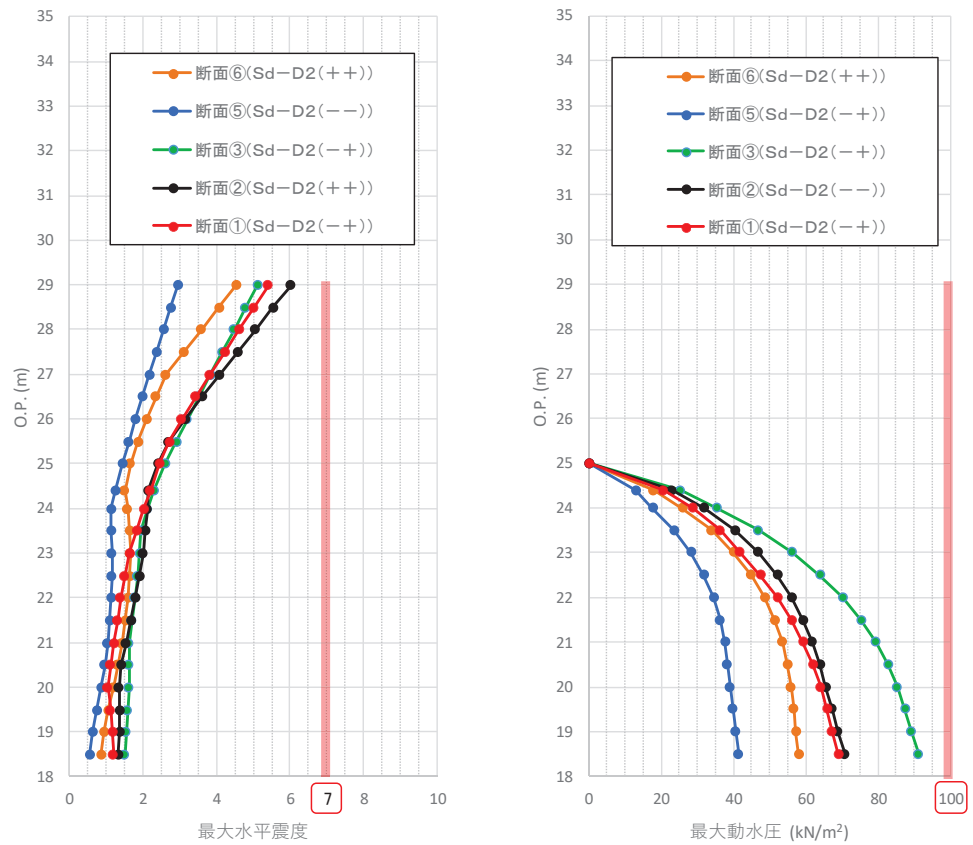 35
34
33
32
31
30
29
28
27
26
25
24
23
22
21
20
19
18
O.P. (m)
断面⑥(Sd－D2(＋＋))
断面⑤(Sd－D2(－－))
断面③(Sd－D2(－＋))
断面②(Sd－D2(＋＋))
断面①(Sd－D2(－＋))
0 2 4 6 7 8 10
最大水平震度
35
34
33
32
31
30
29
28
27
26
25
24
23
22
21
20
19
18
O.P. (m)
断面⑥(Sd－D2(＋＋))
断面⑤(Sd－D2(－＋))
断面③(Sd－D2(－＋))
断面②(Sd－D2(－－))
断面①(Sd－D2(－＋))
0 20 40 60 80 100
最大動水圧 (kN/m²)